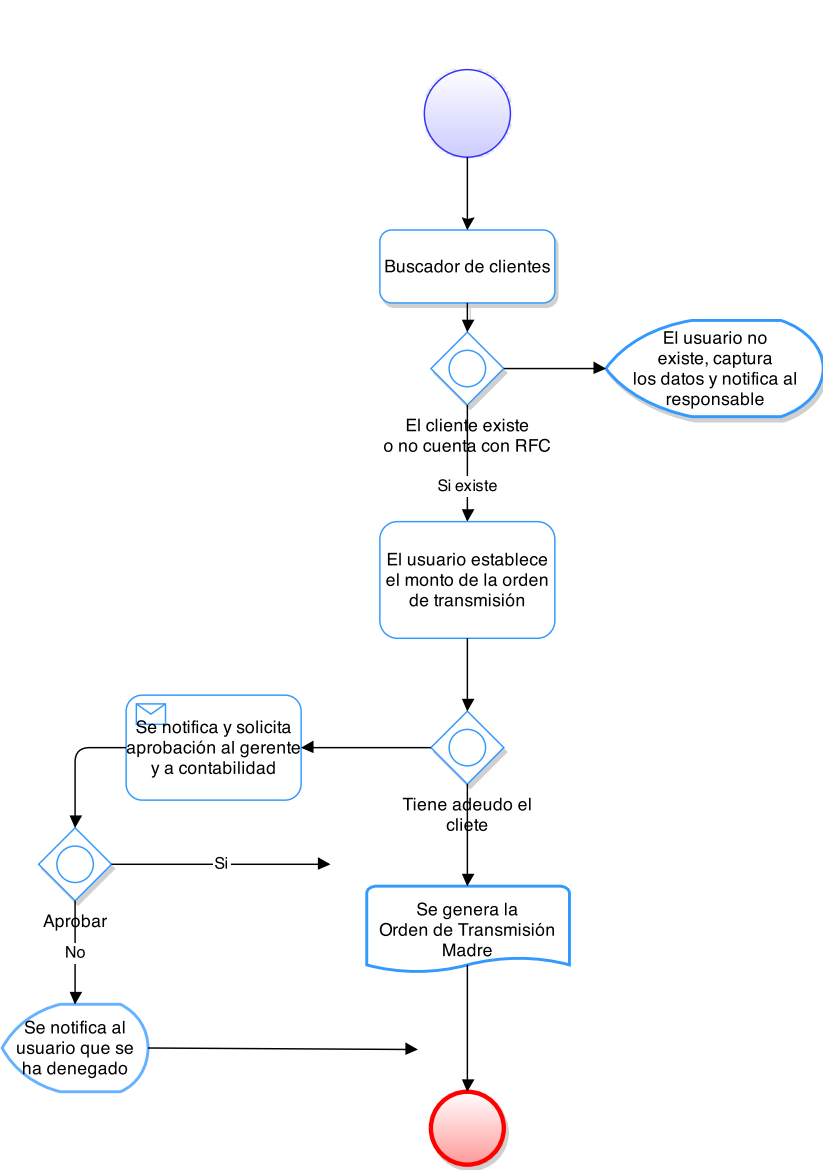 Buscador de clientes
El usuario no
existe, captura
los datos y notifica al
responsable
El cliente existe
o no cuenta con RFC
Si existe
El usuario establece
el monto de la orden
de transmisión
Se notifica y solicita
aprobación al gerente
y a contabilidad
Tiene adeudo el
cliete
Si
Aprobar
No
Se genera la
Orden de Transmisión
Madre
Se notifica al
usuario que se
ha denegado